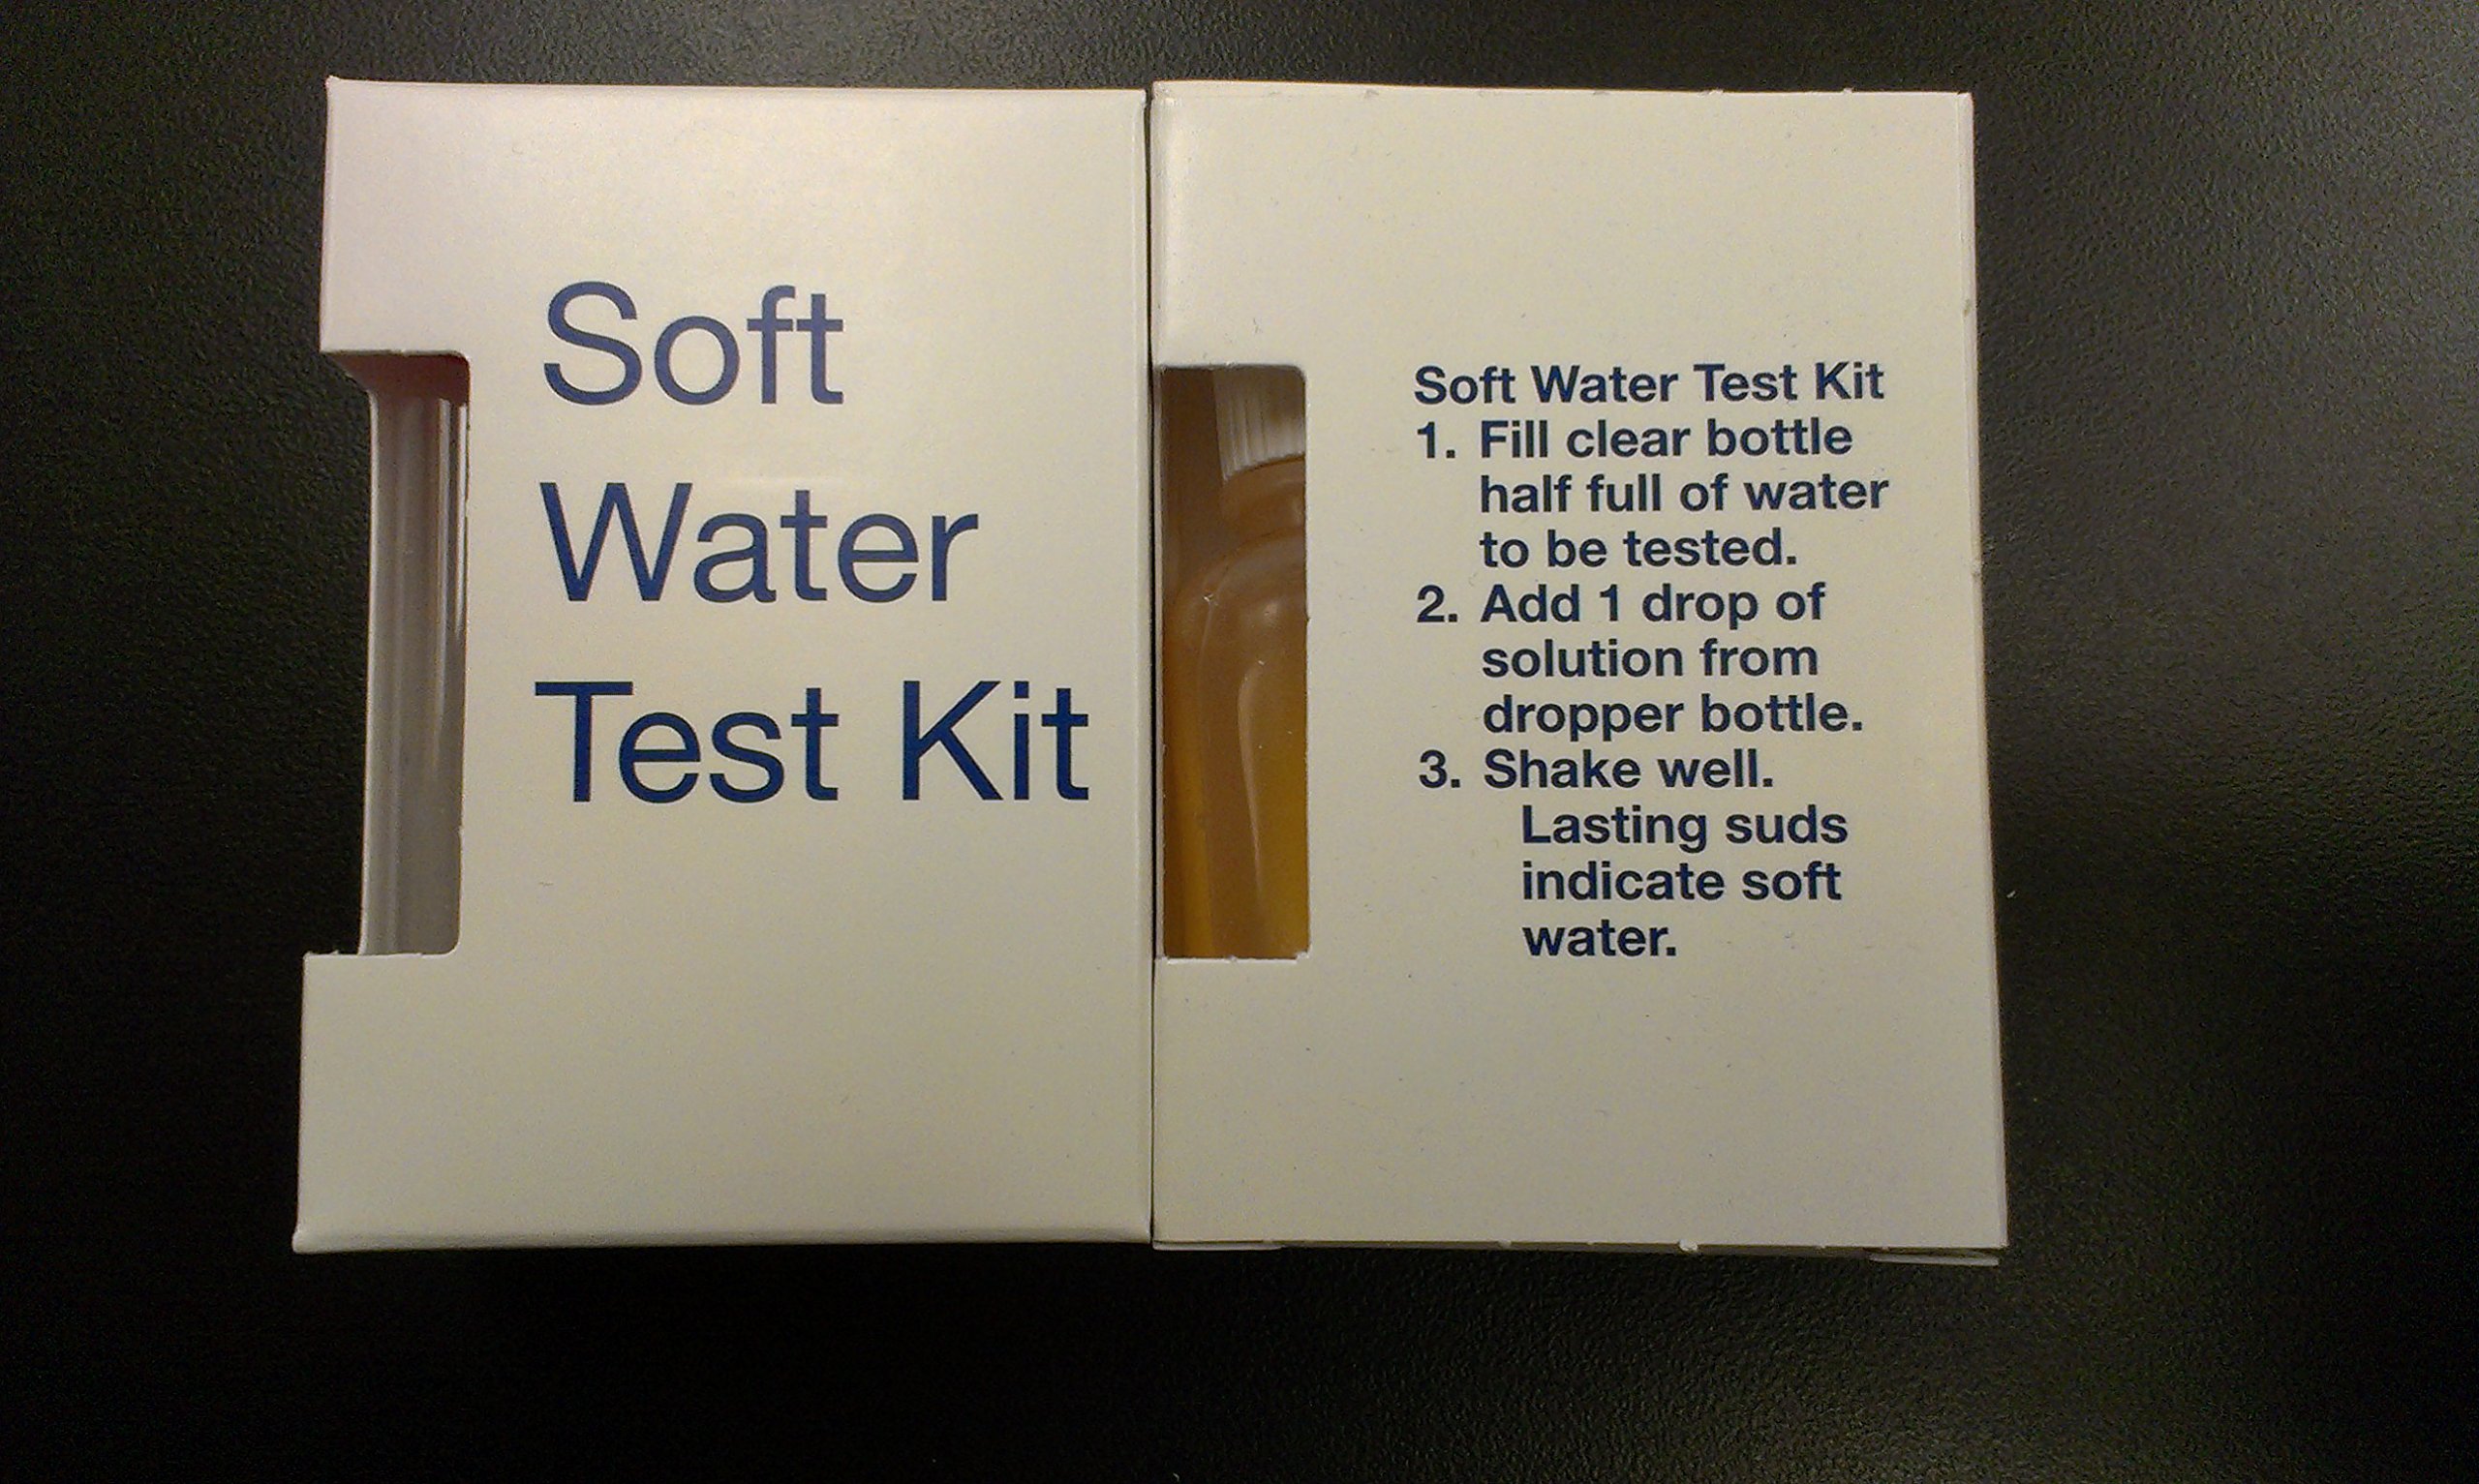 Soft
Water
Test Kit
Soft Water Test Kit
1. Fill clear bottle
half full of water
to be tested.
2. Add 1 drop of
solution from
dropper bottle.
3. Shake well.
Lasting suds
indicate soft
water.